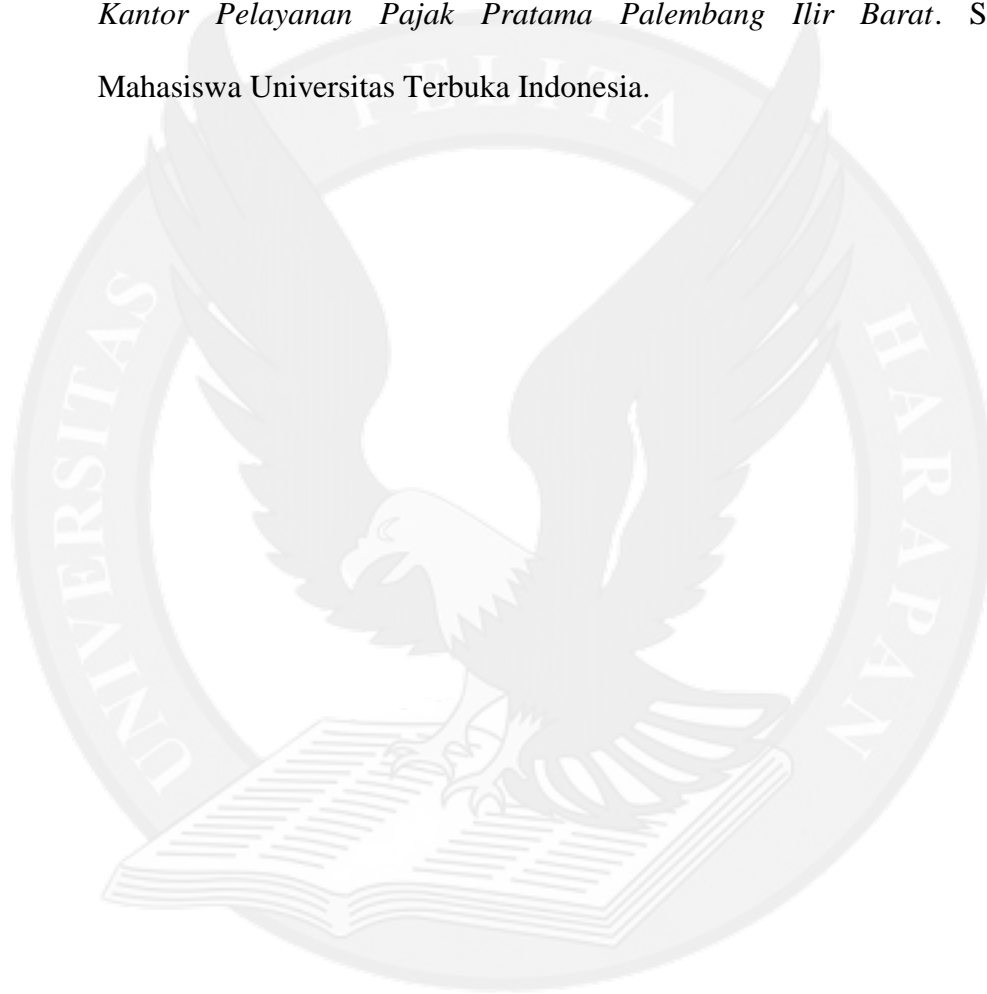 Kantor Pelayanan Pajak Pratama Palembang Ilir Barat. S
Mahasiswa Universitas Terbuka Indonesia.
UNIVERSITAS PELITA HARAPAN